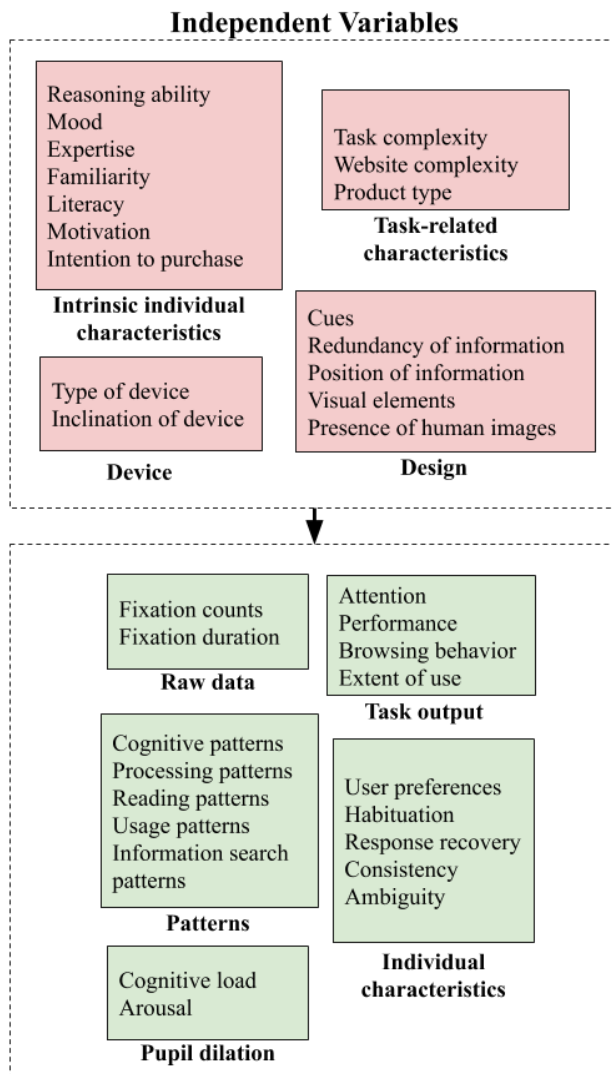 Independent Variables
Reasoning ability
Mood
Expertise
Familiarity
Literacy
Motivation
Intention to purchase
Intrinsic individual
characteristics
Task complexity
Website complexity
Product type
Task-related
characteristics
Type of device
Inclination of device
Device
Cues
Redundancy of information
Position of information
Visual elements
Presence of human images
Design
Fixation counts
Fixation duration
Raw data
Attention
Performance
Browsing behavior
Extent of use
Task output
Cognitive patterns
Processing patterns
Reading patterns
Usage patterns
Information search
patterns
Patterns
User preferences
Habituation
Response recovery
Consistency
Ambiguity
Individual
characteristics
Cognitive load
Arousal
Pupil dilation